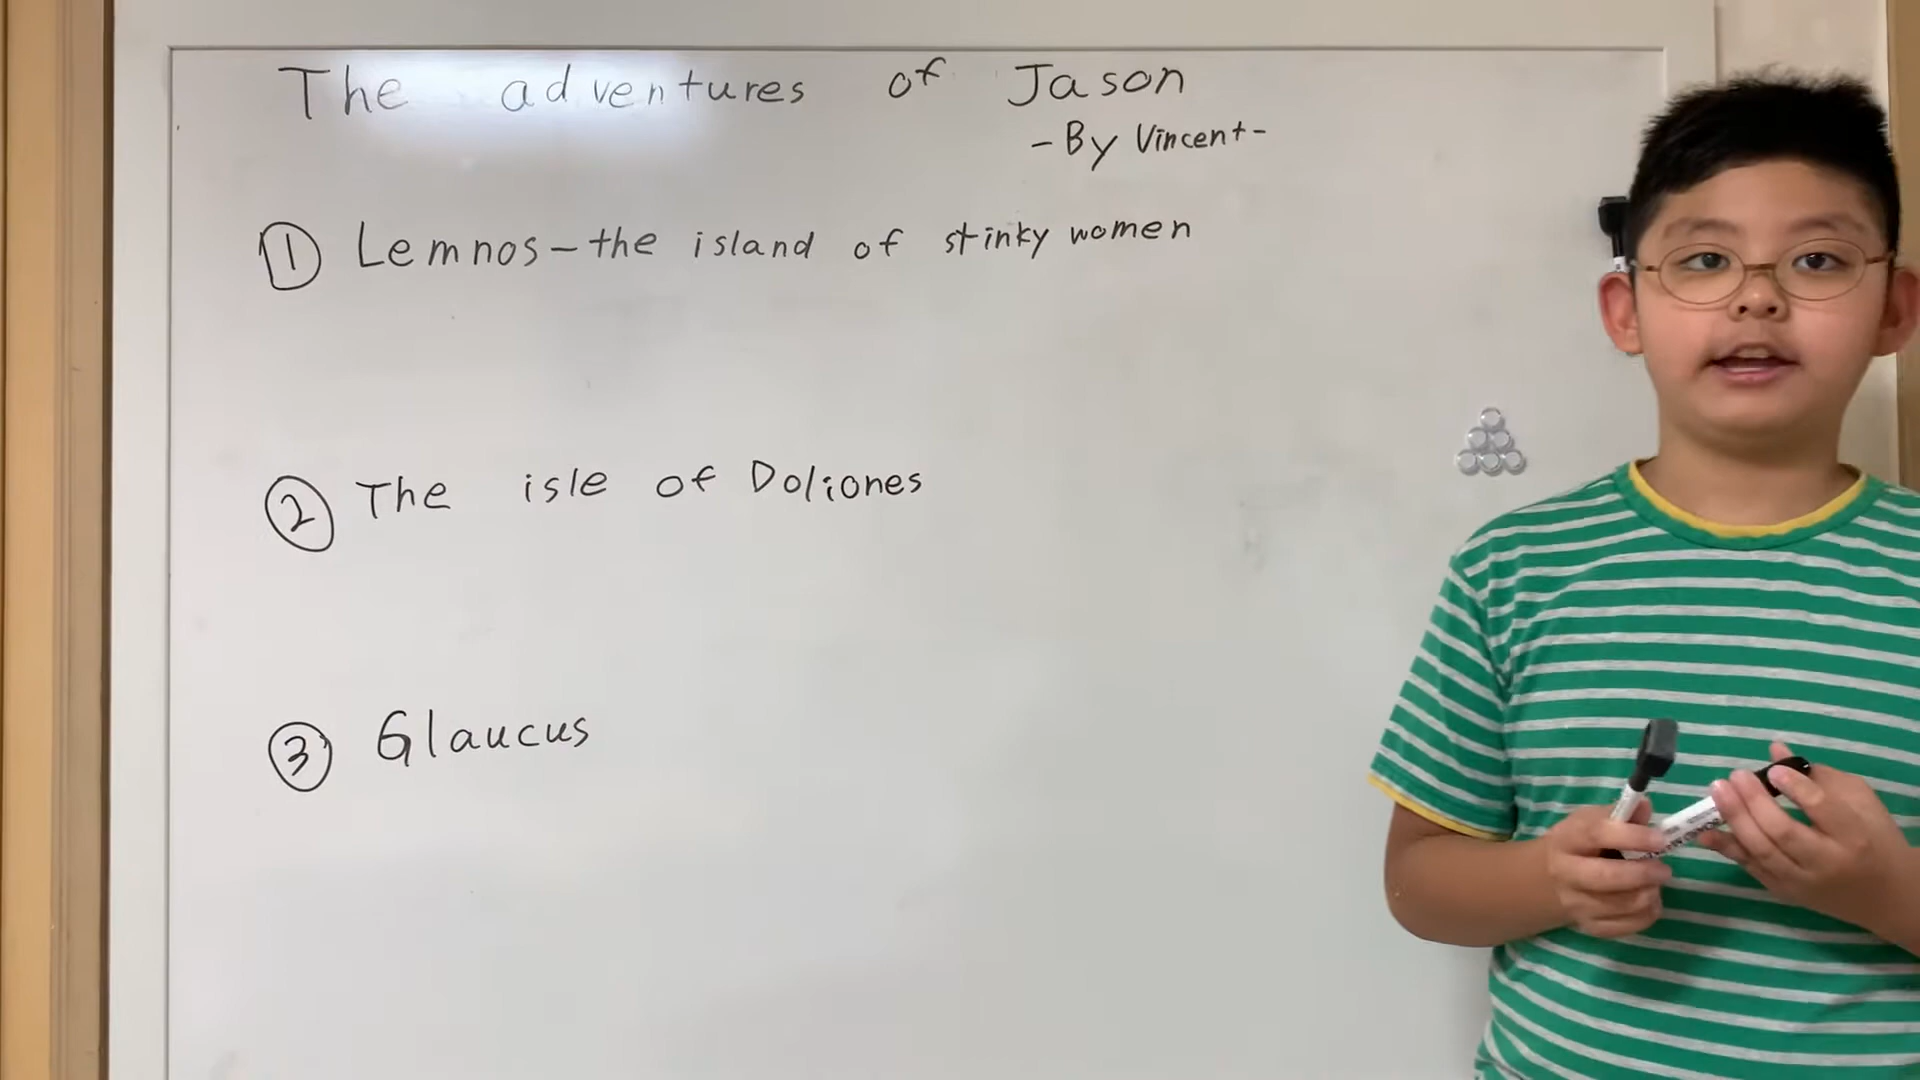 The adventures of Jason
-By Vincent-
① Lemnos-the island of stinky women
② The isle of Doliones
③ Glaucus